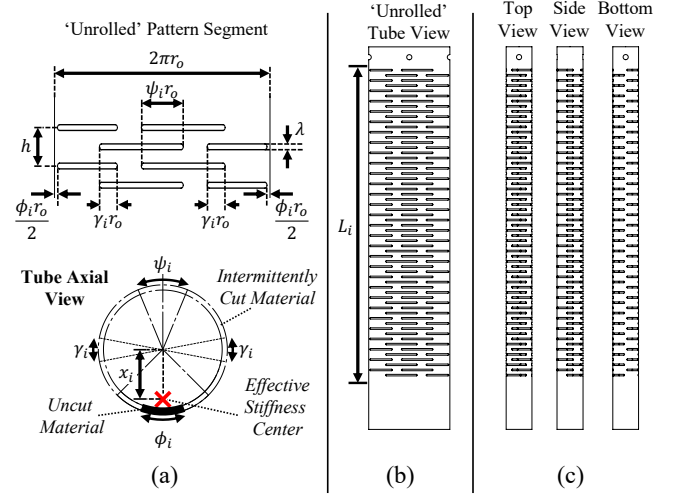 'Unrolled' Pattern Segment
2πr_o
ψ_i r_o
h
λ
ϕ_i r_o
2
γ_i r_o
γ_i r_o
ϕ_i r_o
2
Tube Axial
View
ψ_i
Intermittently
Cut Material
γ_i
γ_i
x_i
Uncut
Material
ϕ_i
Effective
Stiffness
Center
(a)
'Unrolled'
Tube View
L_i
(b)
Top
View
Side
View
Bottom
View
(c)